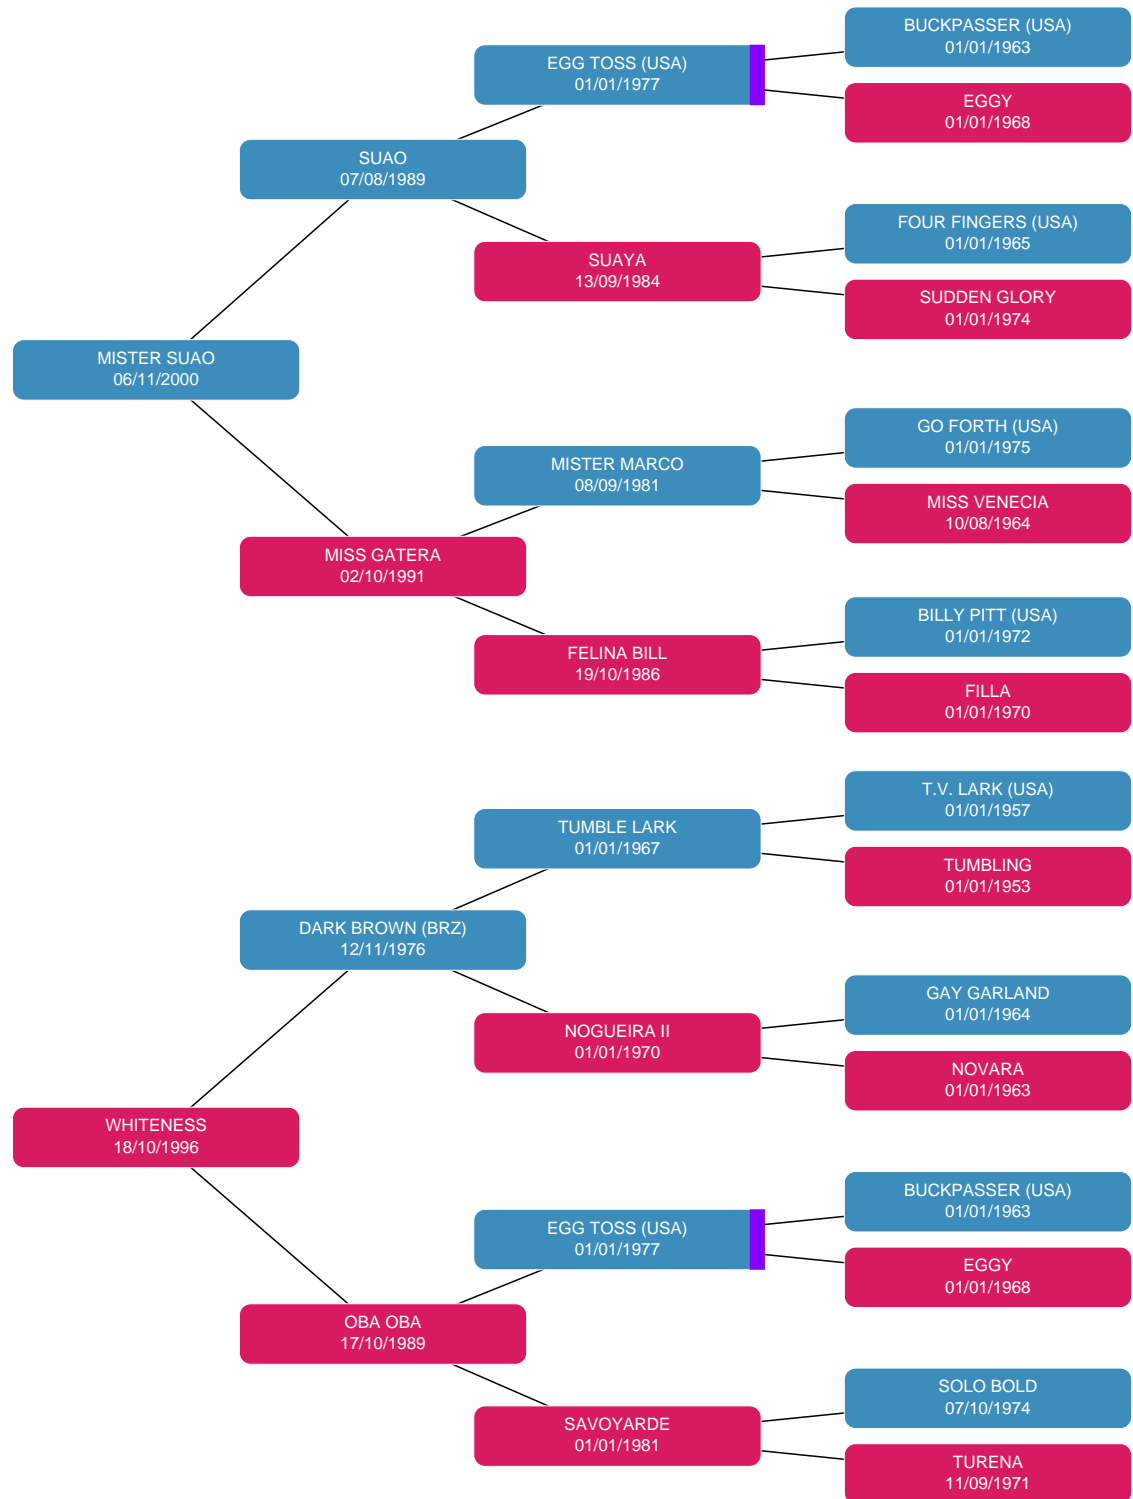 BUCKPASSER (USA)
01/01/1963
EGG TOSS (USA)
01/01/1977
EGGY
01/01/1968
SUAO
07/08/1989
FOUR FINGERS (USA)
01/01/1965
SUAYA
13/09/1984
SUDDEN GLORY
01/01/1974
MISTER SUAO
06/11/2000
GO FORTH (USA)
01/01/1975
MISTER MARCO
08/09/1981
MISS VENECIA
10/08/1964
MISS GATERA
02/10/1991
BILLY PITT (USA)
01/01/1972
FELINA BILL
19/10/1986
FILLA
01/01/1970
T.V. LARK (USA)
01/01/1957
TUMBLE LARK
01/01/1967
TUMBLING
01/01/1953
DARK BROWN (BRZ)
12/11/1976
GAY GARLAND
01/01/1964
NOGUEIRA II
01/01/1970
NOVARA
01/01/1963
WHITENESS
18/10/1996
BUCKPASSER (USA)
01/01/1963
EGG TOSS (USA)
01/01/1977
EGGY
01/01/1968
OBA OBA
17/10/1989
SOLO BOLD
07/10/1974
SAVOYARDE
01/01/1981
TURENA
11/09/1971